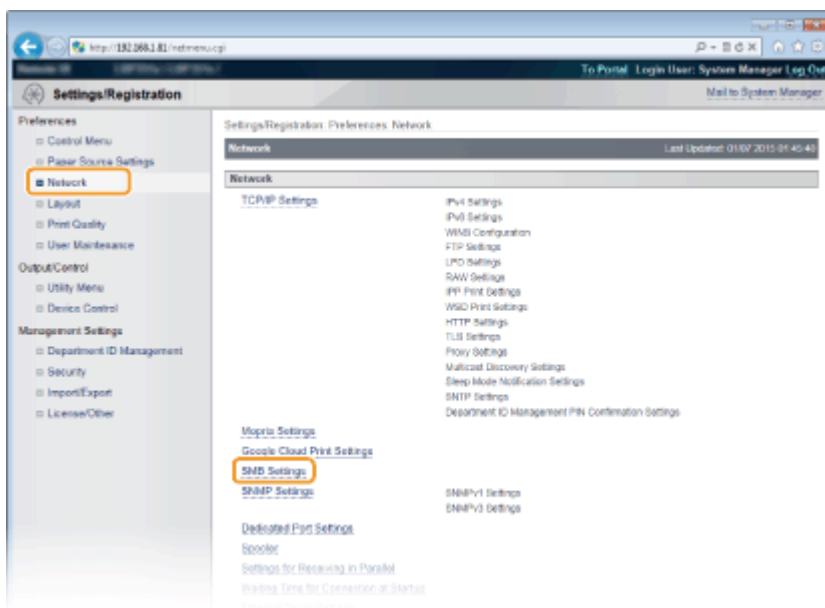 http://192.168.1.81/netmenu.cgi
To Portal Login User: System Manager Log Out
Settings/Registration
Mail to System Manager
Preferences
Control Menu
Paper Source Settings
Network
Layout
Print Quality
User Maintenance
Output/Control
Utility Menu
Device Control
Management Settings
Department ID Management
Security
Import/Export
License/Other
Settings/Registration: Preferences: Network
Network
Last Updated: 01/07 2015 01:45:40
Network
TCP/IP Settings
IPv4 Settings
IPv6 Settings
WINS Configuration
FTP Settings
LPD Settings
RAW Settings
IPP Print Settings
WSD Print Settings
HTTP Settings
TLS Settings
Proxy Settings
Multicast Discovery Settings
Sleep Mode Notification Settings
SNTP Settings
Department ID Management PIN Confirmation Settings
Mopria Settings
Google Cloud Print Settings
SMB Settings
SNMP Settings
SNMPv1 Settings
SNMPv3 Settings
Dedicated Port Settings
Spooler
Settings for Receiving in Parallel
Waiting Time for Connection at Startup